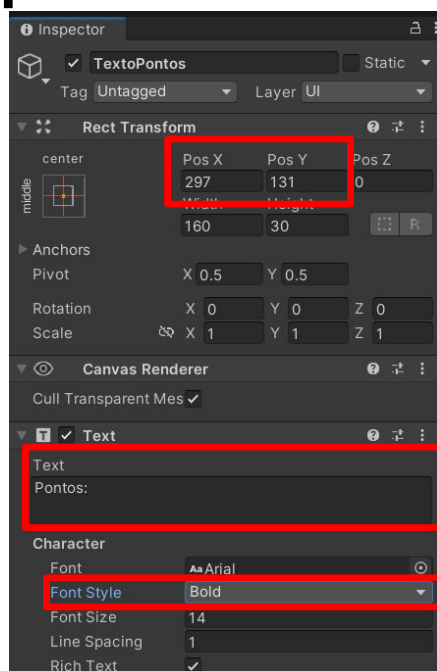 Inspector
TextoPontos Static
Tag Untagged Layer UI
Rect Transform
center Pos X Pos Y Pos Z
middle 297 131 0
160 30 R
Anchors
Pivot X 0.5 Y 0.5
Rotation X 0 Y 0 Z 0
Scale X 1 Y 1 Z 1
Canvas Renderer
Cull Transparent Mes
T Text
Text
Pontos:
Character
Font Aa Arial
Font Style Bold
Font Size 14
Line Spacing 1
Rich Text